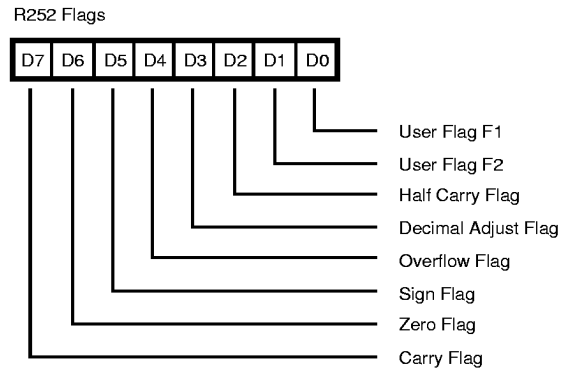 R252 Flags
D7 D6 D5 D4 D3 D2 D1 D0
User Flag F1
User Flag F2
Half Carry Flag
Decimal Adjust Flag
Overflow Flag
Sign Flag
Zero Flag
Carry Flag